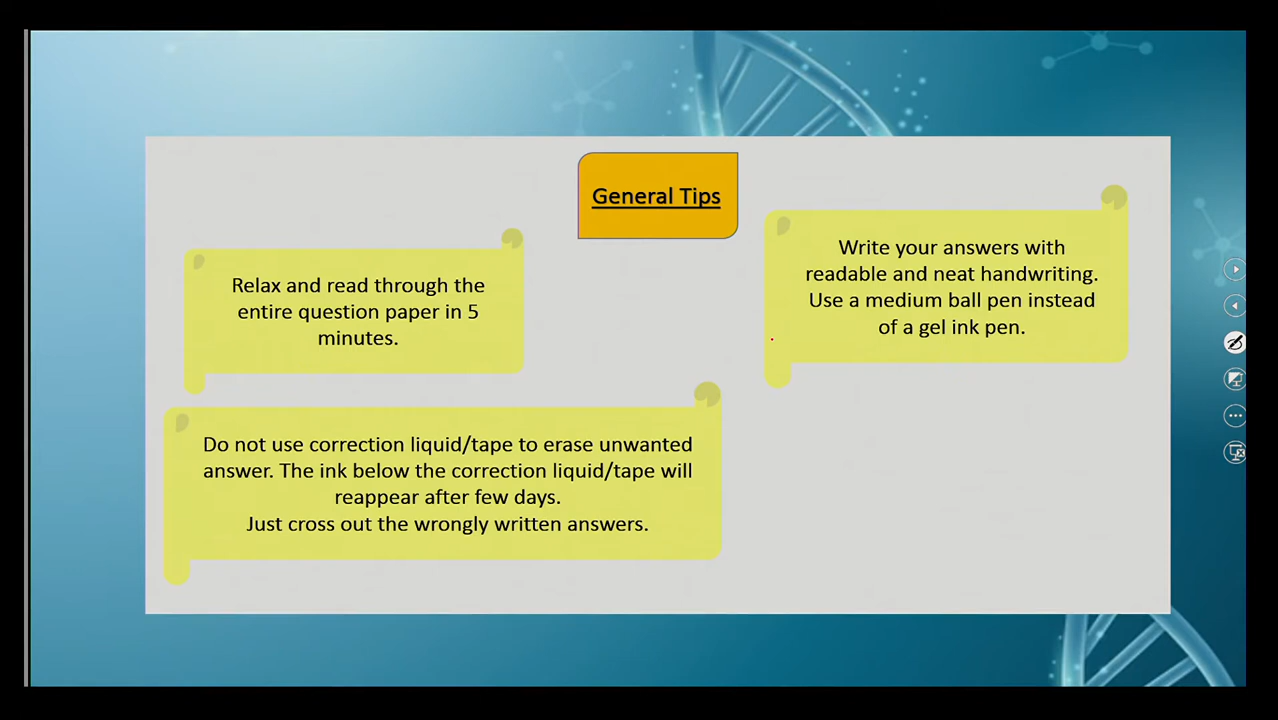 General Tips
Relax and read through the
entire question paper in 5
minutes.
Write your answers with
readable and neat handwriting.
Use a medium ball pen instead
of a gel ink pen.
Do not use correction liquid/tape to erase unwanted
answer. The ink below the correction liquid/tape will
reappear after few days.
Just cross out the wrongly written answers.